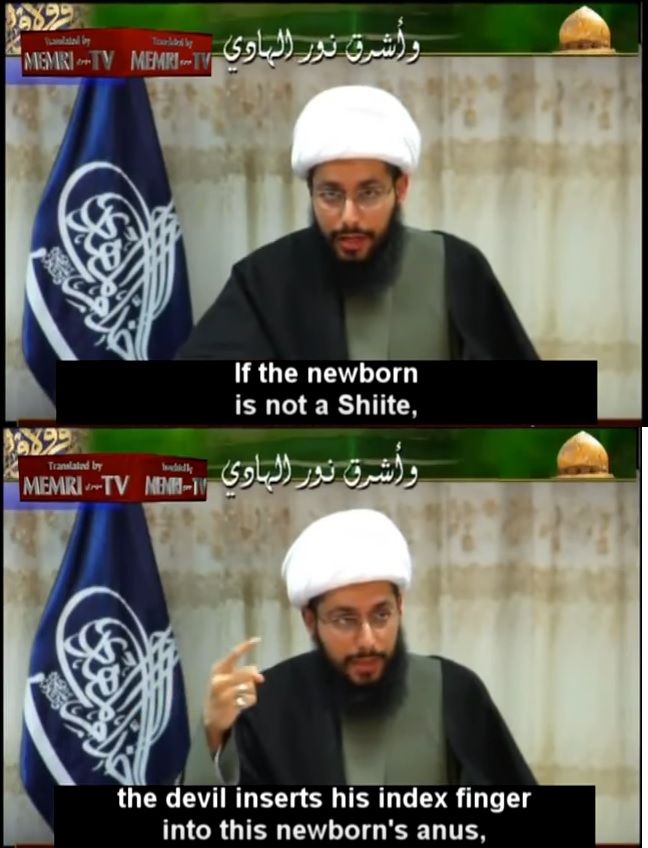 Translated by
MEMRI TV
Translated by
MEMRI TV
وأشرق نور الهادي
If the newborn
is not a Shiite,
Translated by
MEMRI TV
MEMRI TV
وأشرق نور الهادي
the devil inserts his index finger
into this newborn's anus,